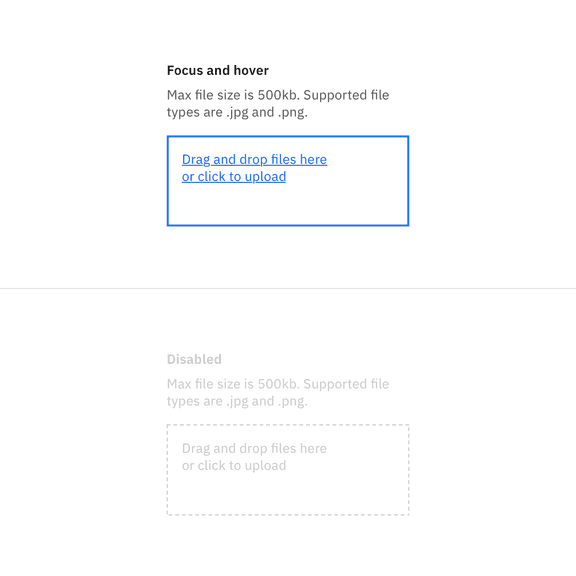 Focus and hover
Max file size is 500kb. Supported file
types are .jpg and .png.
Drag and drop files here
or click to upload
Disabled
Max file size is 500kb. Supported file
types are .jpg and .png.
Drag and drop files here
or click to upload